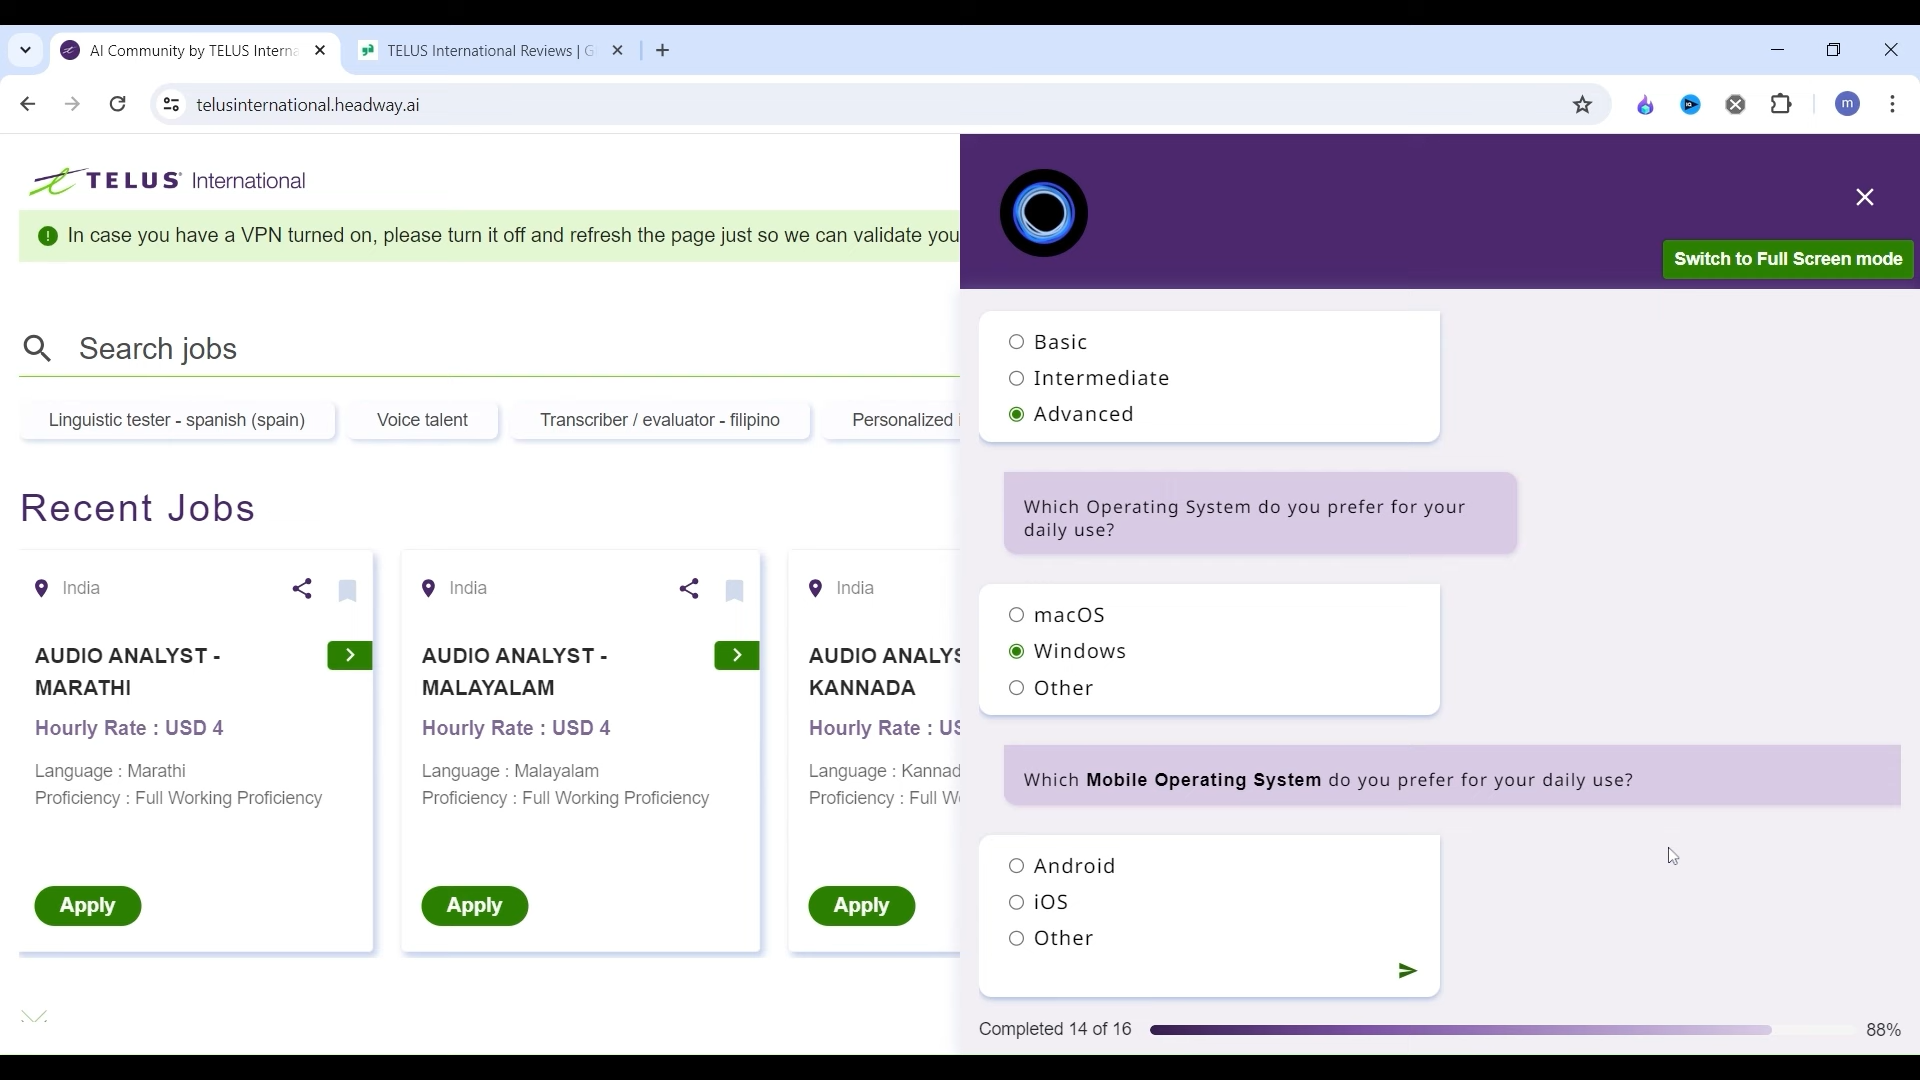 AI Community by TELUS Interna
TELUS International Reviews | G
telusinternational.headway.ai
m
TELUS International
In case you have a VPN turned on, please turn it off and refresh the page just so we can validate you
Switch to Full Screen mode
Search jobs
Linguistic tester - spanish (spain)
Voice talent
Transcriber / evaluator - filipino
Personalized i
Recent Jobs
India
AUDIO ANALYST -
MARATHI
Hourly Rate : USD 4
Language : Marathi
Proficiency : Full Working Proficiency
Apply
India
AUDIO ANALYST -
MALAYALAM
Hourly Rate : USD 4
Language : Malayalam
Proficiency : Full Working Proficiency
Apply
India
AUDIO ANALYS
KANNADA
Hourly Rate : US
Language : Kannad
Proficiency : Full W
Apply
Basic
Intermediate
Advanced
Which Operating System do you prefer for your
daily use?
macOS
Windows
Other
Which Mobile Operating System do you prefer for your daily use?
Android
iOS
Other
Completed 14 of 16
88%